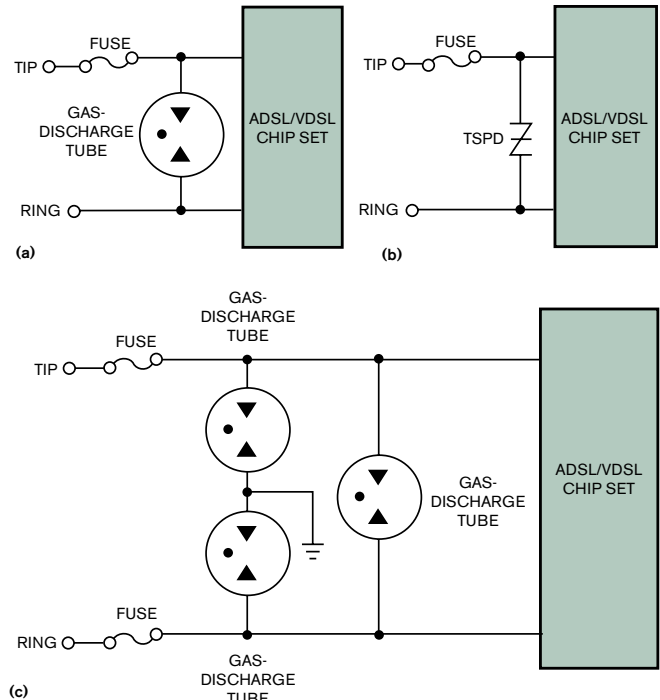 FUSE
TIP
GAS-
DISCHARGE
TUBE
ADSL/VDSL
CHIP SET
RING
(a)
FUSE
TIP
TSPD
ADSL/VDSL
CHIP SET
RING
(b)
GAS-
DISCHARGE
TUBE
FUSE
TIP
GAS-
DISCHARGE
TUBE
ADSL/VDSL
CHIP SET
FUSE
RING
GAS-
DISCHARGE
TUBE
(c)